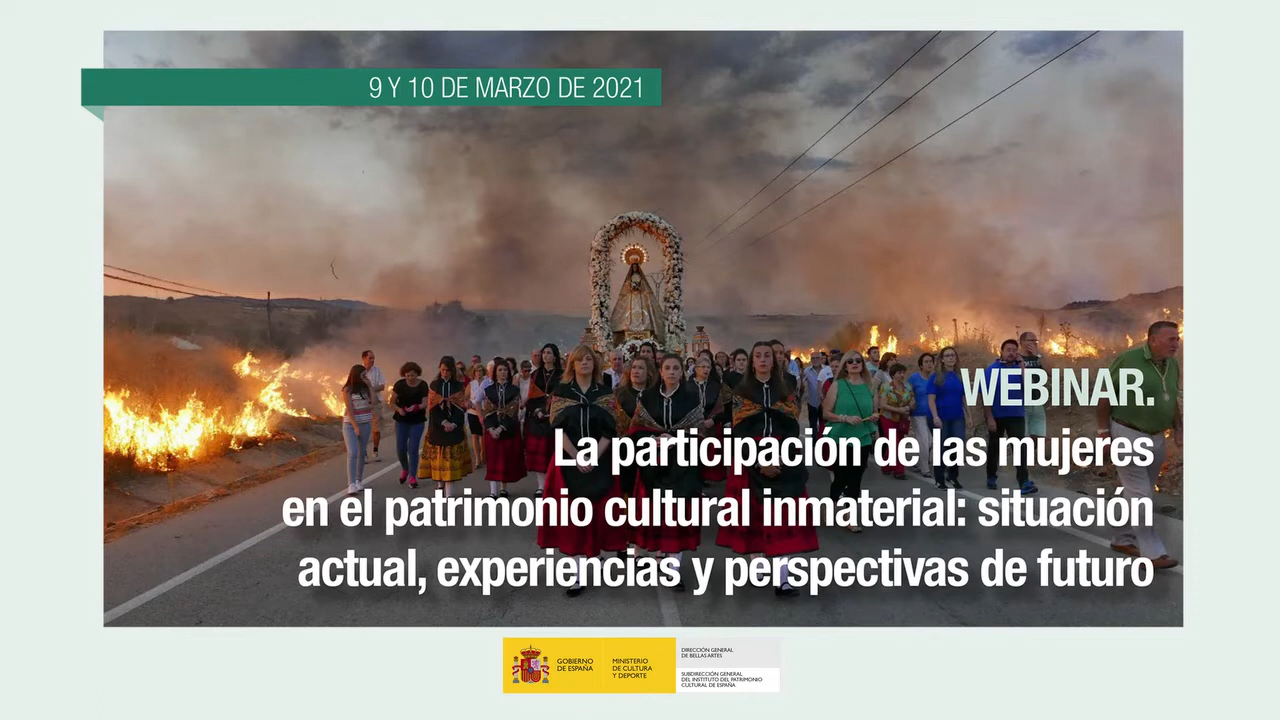 9 Y 10 DE MARZO DE 2021
WEBINAR.
La participación de las mujeres
en el patrimonio cultural inmaterial: situación
actual, experiencias y perspectivas de futuro
GOBIERNO
DE ESPAÑA
MINISTERIO
DE CULTURA
Y DEPORTE
DIRECCIÓN GENERAL
DE BELLAS ARTES
SUBDIRECCIÓN GENERAL
DEL INSTITUTO DEL PATRIMONIO
CULTURAL DE ESPAÑA